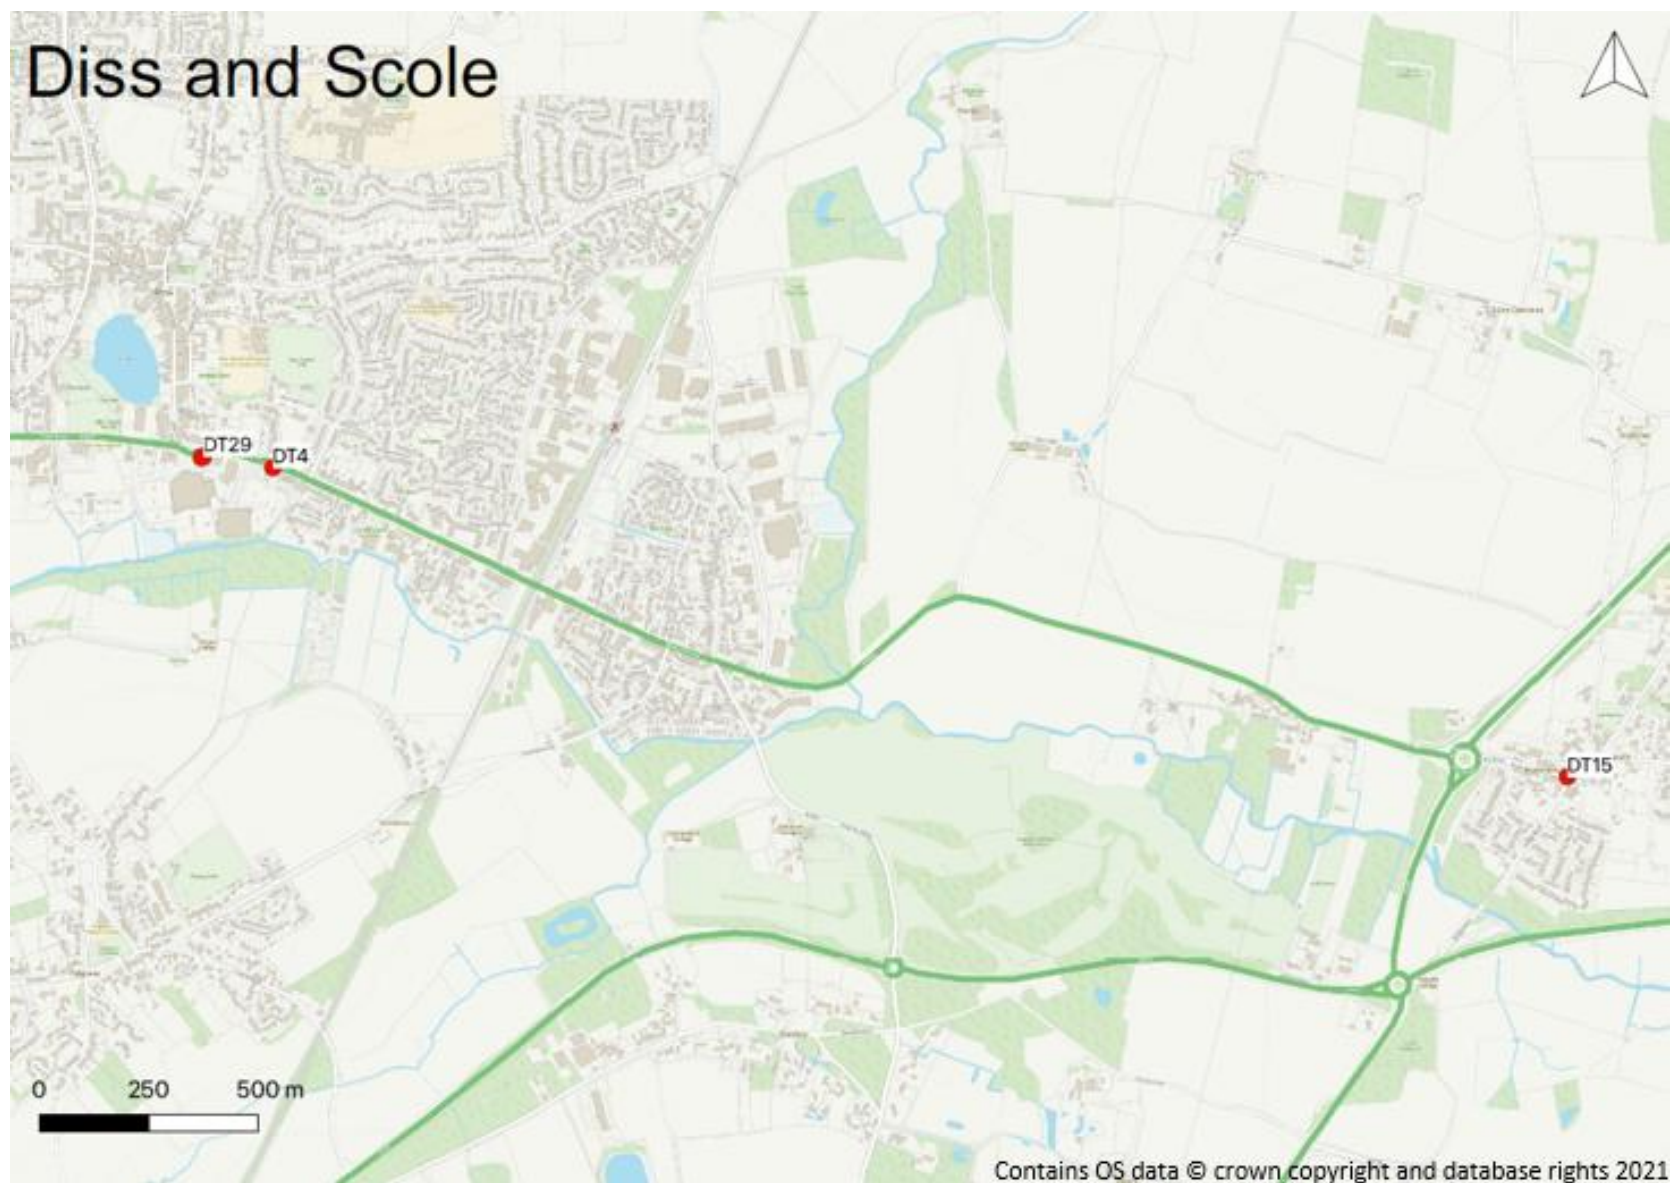 Diss and Scole
DT29
DT4
DT15
0 250 500 m
Contains OS data © crown copyright and database rights 2021